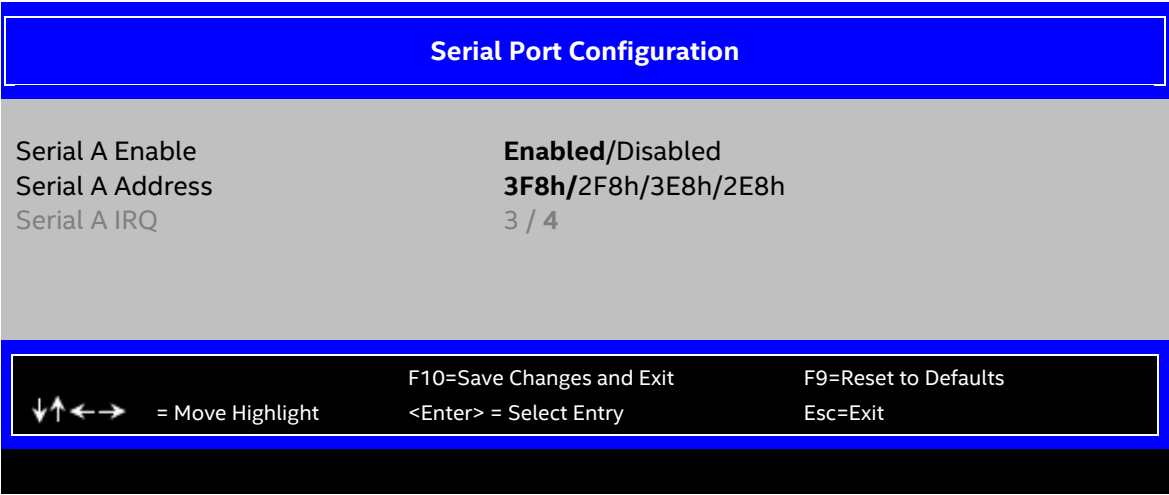 Serial Port Configuration
Serial A Enable Enabled/Disabled
Serial A Address 3F8h/2F8h/3E8h/2E8h
Serial A IRQ 3 / 4
F10=Save Changes and Exit F9=Reset to Defaults
↓↑←→ = Move Highlight <Enter> = Select Entry Esc=Exit